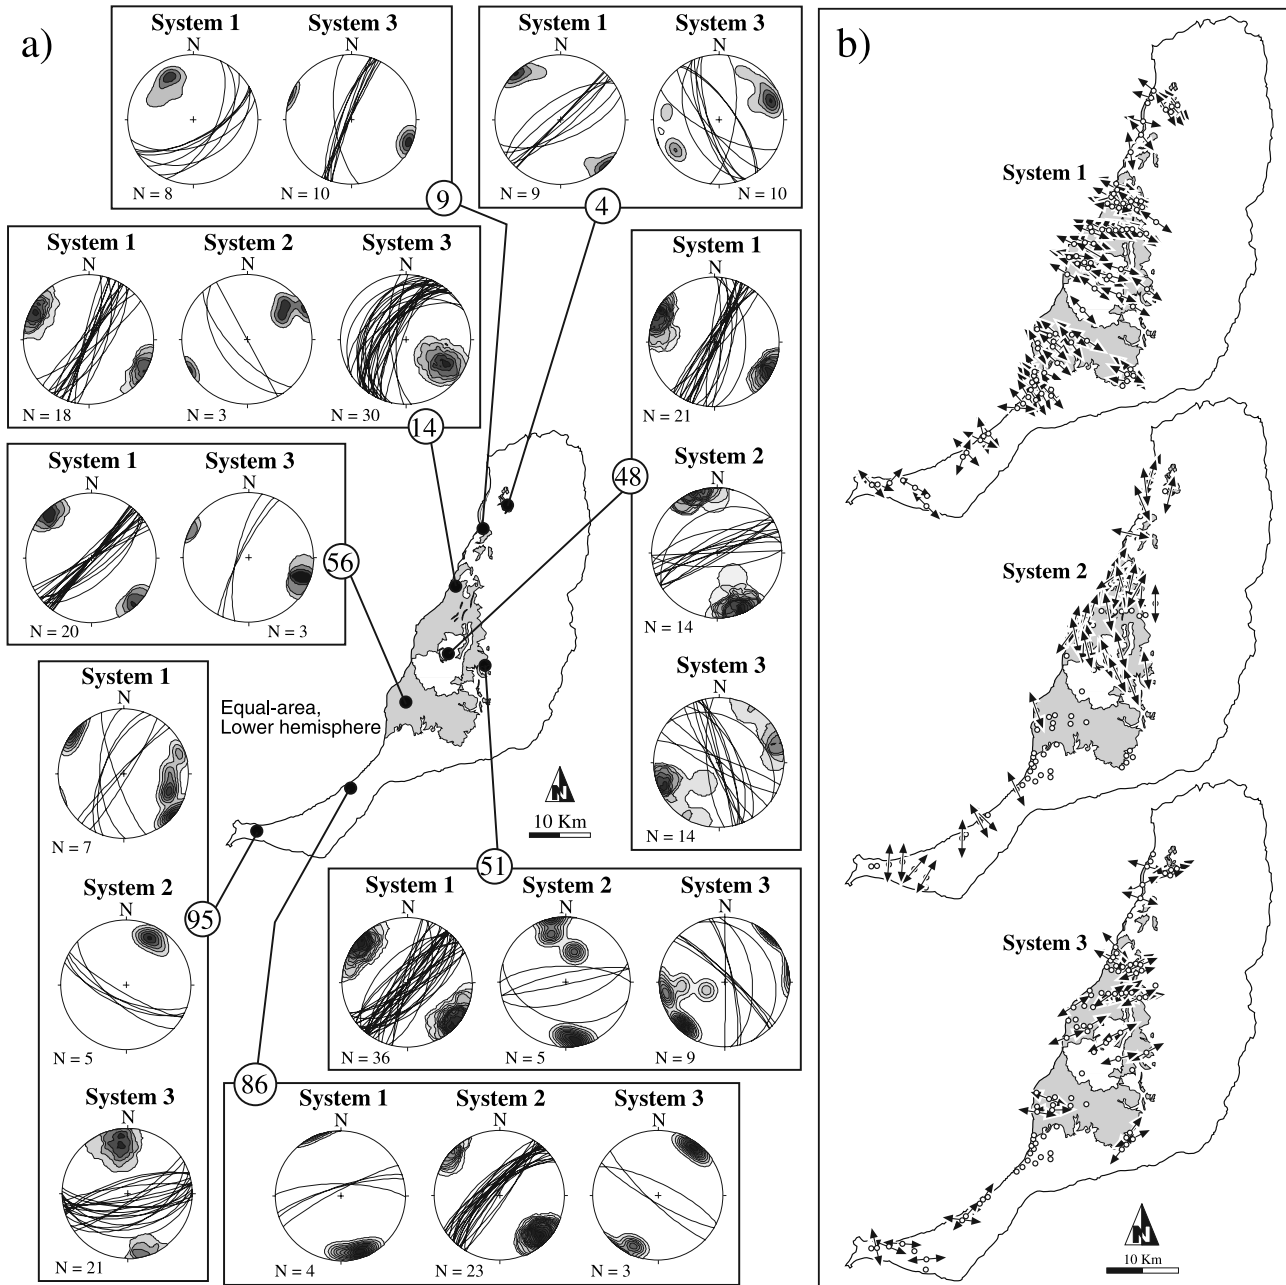 a)
System 1
System 3
N
N
N = 8
N = 10
9
System 1
System 3
N
N
N = 9
N = 10
4
System 1
System 2
System 3
N
N
N
N = 18
N = 3
N = 30
14
System 1
N
N = 21
System 2
N
N = 14
System 3
N
N = 14
48
System 1
System 3
N
N
N = 20
N = 3
56
Equal-area,
Lower hemisphere
N
10 Km
System 1
N
N = 7
System 2
N
N = 5
System 3
N
N = 21
95
51
System 1
System 2
System 3
N
N
N
N = 36
N = 5
N = 9
86
System 1
System 2
System 3
N
N
N
N = 4
N = 23
N = 3
b)
System 1
System 2
System 3
N
10 Km